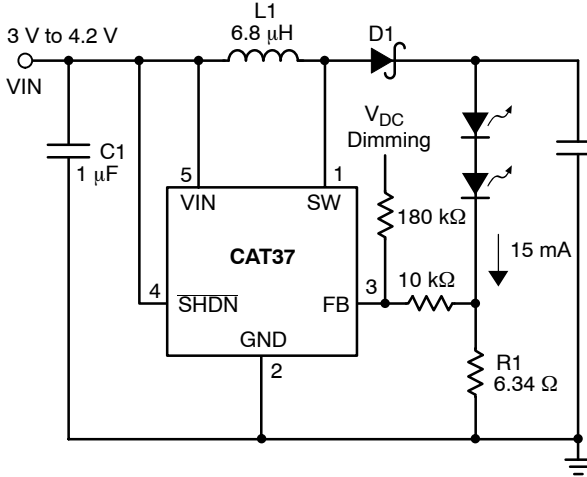 L1
6.8 μH
D1
3 V to 4.2 V
VIN
C1
1 μF
V_DC
Dimming
5
1
VIN
SW
180 kΩ
CAT37
15 mA
10 kΩ
3
4
SHDN
FB
GND
2
R1
6.34 Ω